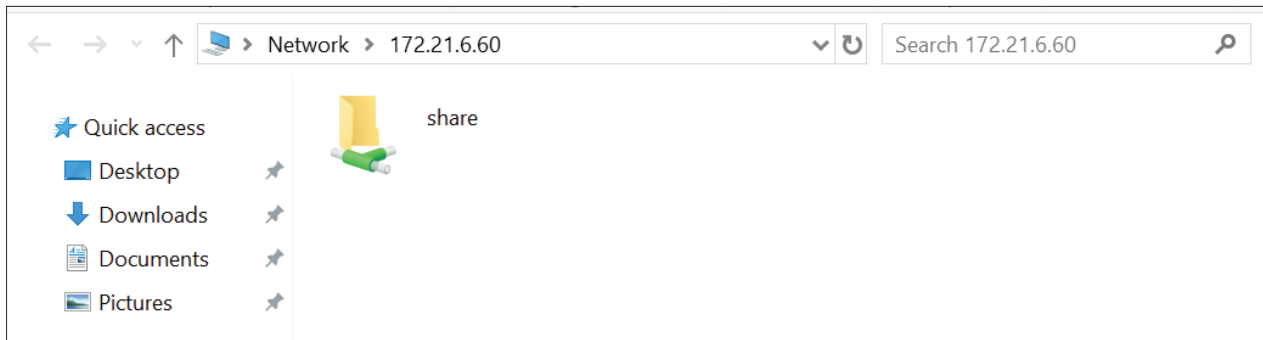 Network > 172.21.6.60
Search 172.21.6.60
Quick access
share
Desktop
Downloads
Documents
Pictures